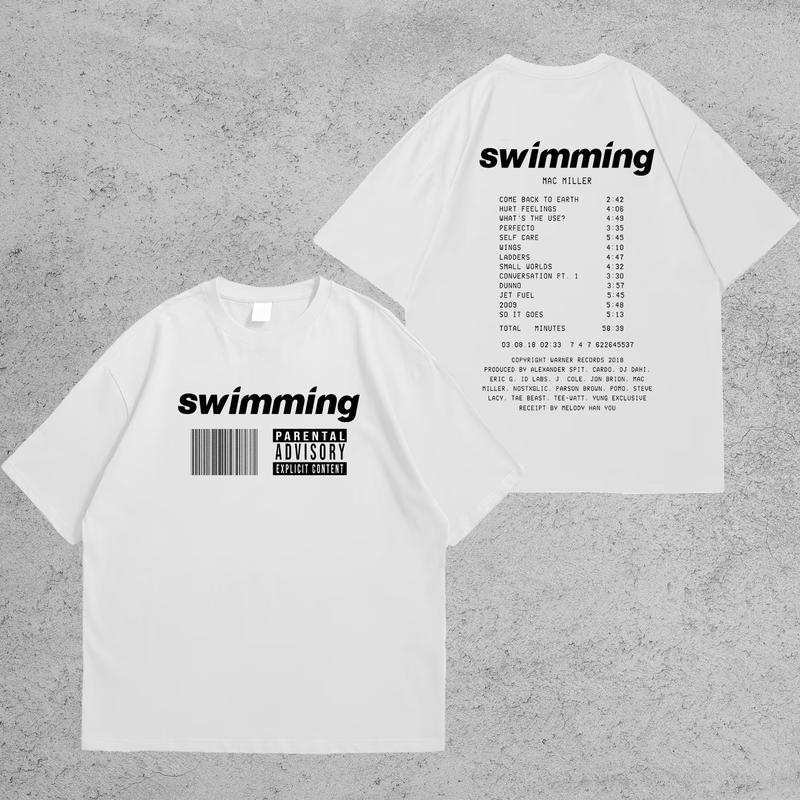 swimming
PARENTAL
ADVISORY
EXPLICIT CONTENT
swimming
MAC MILLER
COME BACK TO EARTH 2:42
HURT FEELINGS 4:06
WHAT'S THE USE? 4:49
PERFECTO 3:35
SELF CARE 5:45
WINGS 4:10
LADDERS 4:47
SMALL WORLDS 4:32
CONVERSATION PT. 1 3:30
DUNNO 3:57
JET FUEL 5:45
2009 5:48
SO IT GOES 5:13
TOTAL MINUTES 58:39
03.08.18 02:33 7 4 7 622645537
COPYRIGHT WARNER RECORDS 2018
PRODUCED BY ALEXANDER SPIT, CARDO, DJ DAHI,
ERIC G, ID LABS, J. COLE, JON BRION, MAC
MILLER, NOSTXGLIC, PARSON BROWN, POMO, STEVE
LACY, TAE BEAST, TEE-WATT, YUNG EXCLUSIVE
RECEIPT BY MELODY HAN YOU